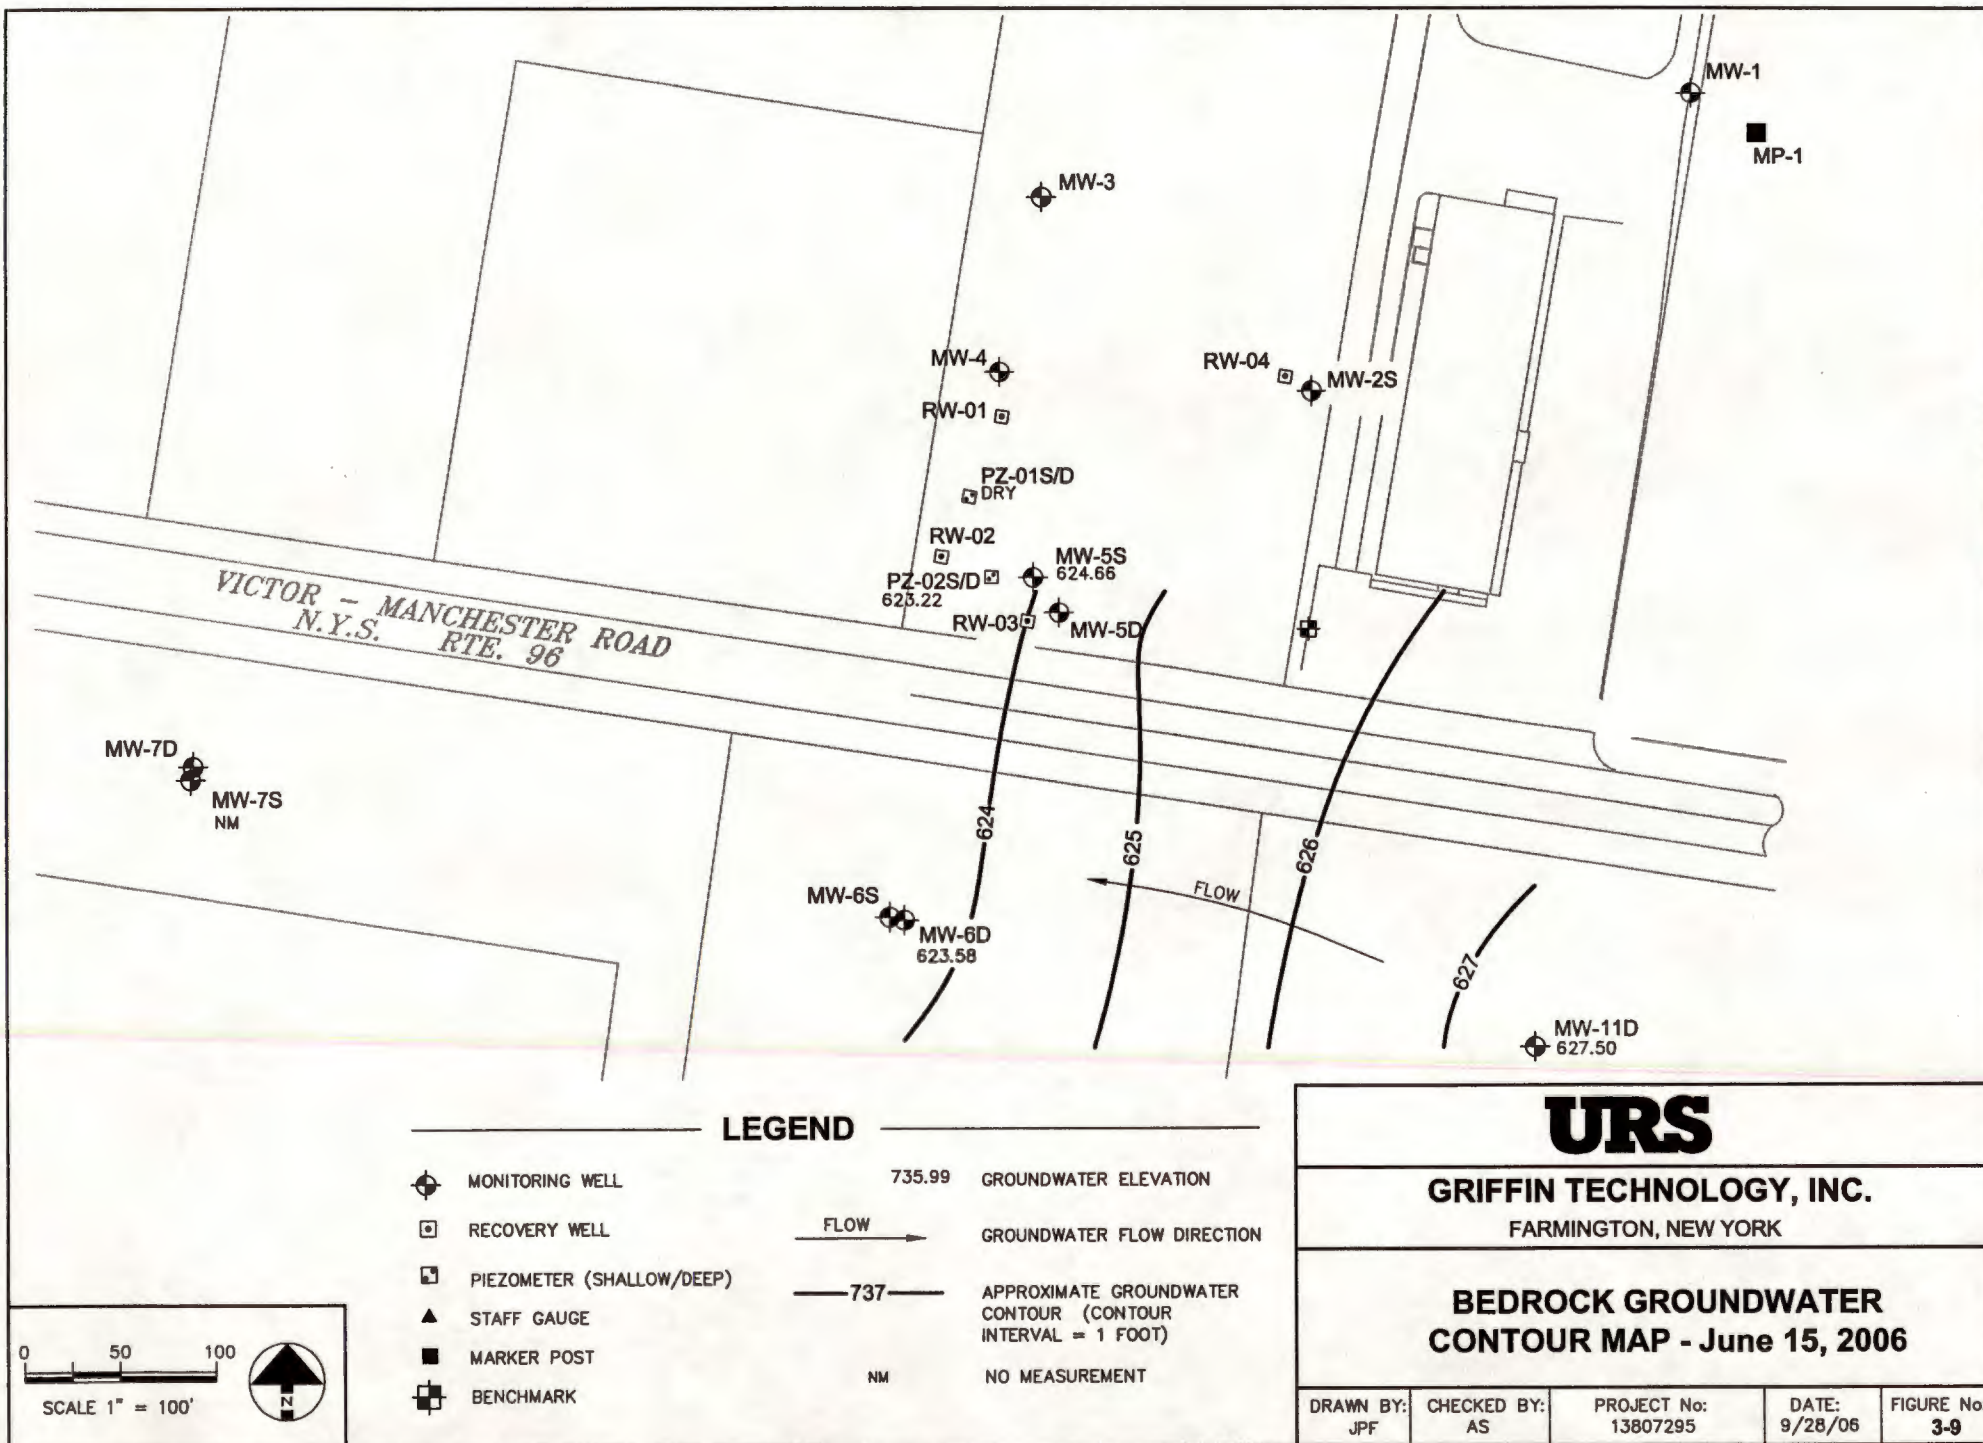 MW-1
MP-1
MW-3
MW-4
RW-04
MW-2S
RW-01
PZ-01S/D
DRY
RW-02
MW-5S
624.66
PZ-02S/D
623.22
RW-03
MW-5D
VICTOR – MANCHESTER ROAD
N.Y.S. RTE. 96
MW-7D
MW-7S
NM
624
625
626
627
FLOW
MW-6S
MW-6D
623.58
MW-11D
627.50
LEGEND
MONITORING WELL
RECOVERY WELL
PIEZOMETER (SHALLOW/DEEP)
STAFF GAUGE
MARKER POST
BENCHMARK
735.99 GROUNDWATER ELEVATION
FLOW GROUNDWATER FLOW DIRECTION
737 APPROXIMATE GROUNDWATER
CONTOUR (CONTOUR
INTERVAL = 1 FOOT)
NM NO MEASUREMENT
0 50 100
SCALE 1" = 100'
N
URS
GRIFFIN TECHNOLOGY, INC.
FARMINGTON, NEW YORK
BEDROCK GROUNDWATER
CONTOUR MAP - June 15, 2006
DRAWN BY:
JPF
CHECKED BY:
AS
PROJECT No:
13807295
DATE:
9/28/06
FIGURE No
3-9